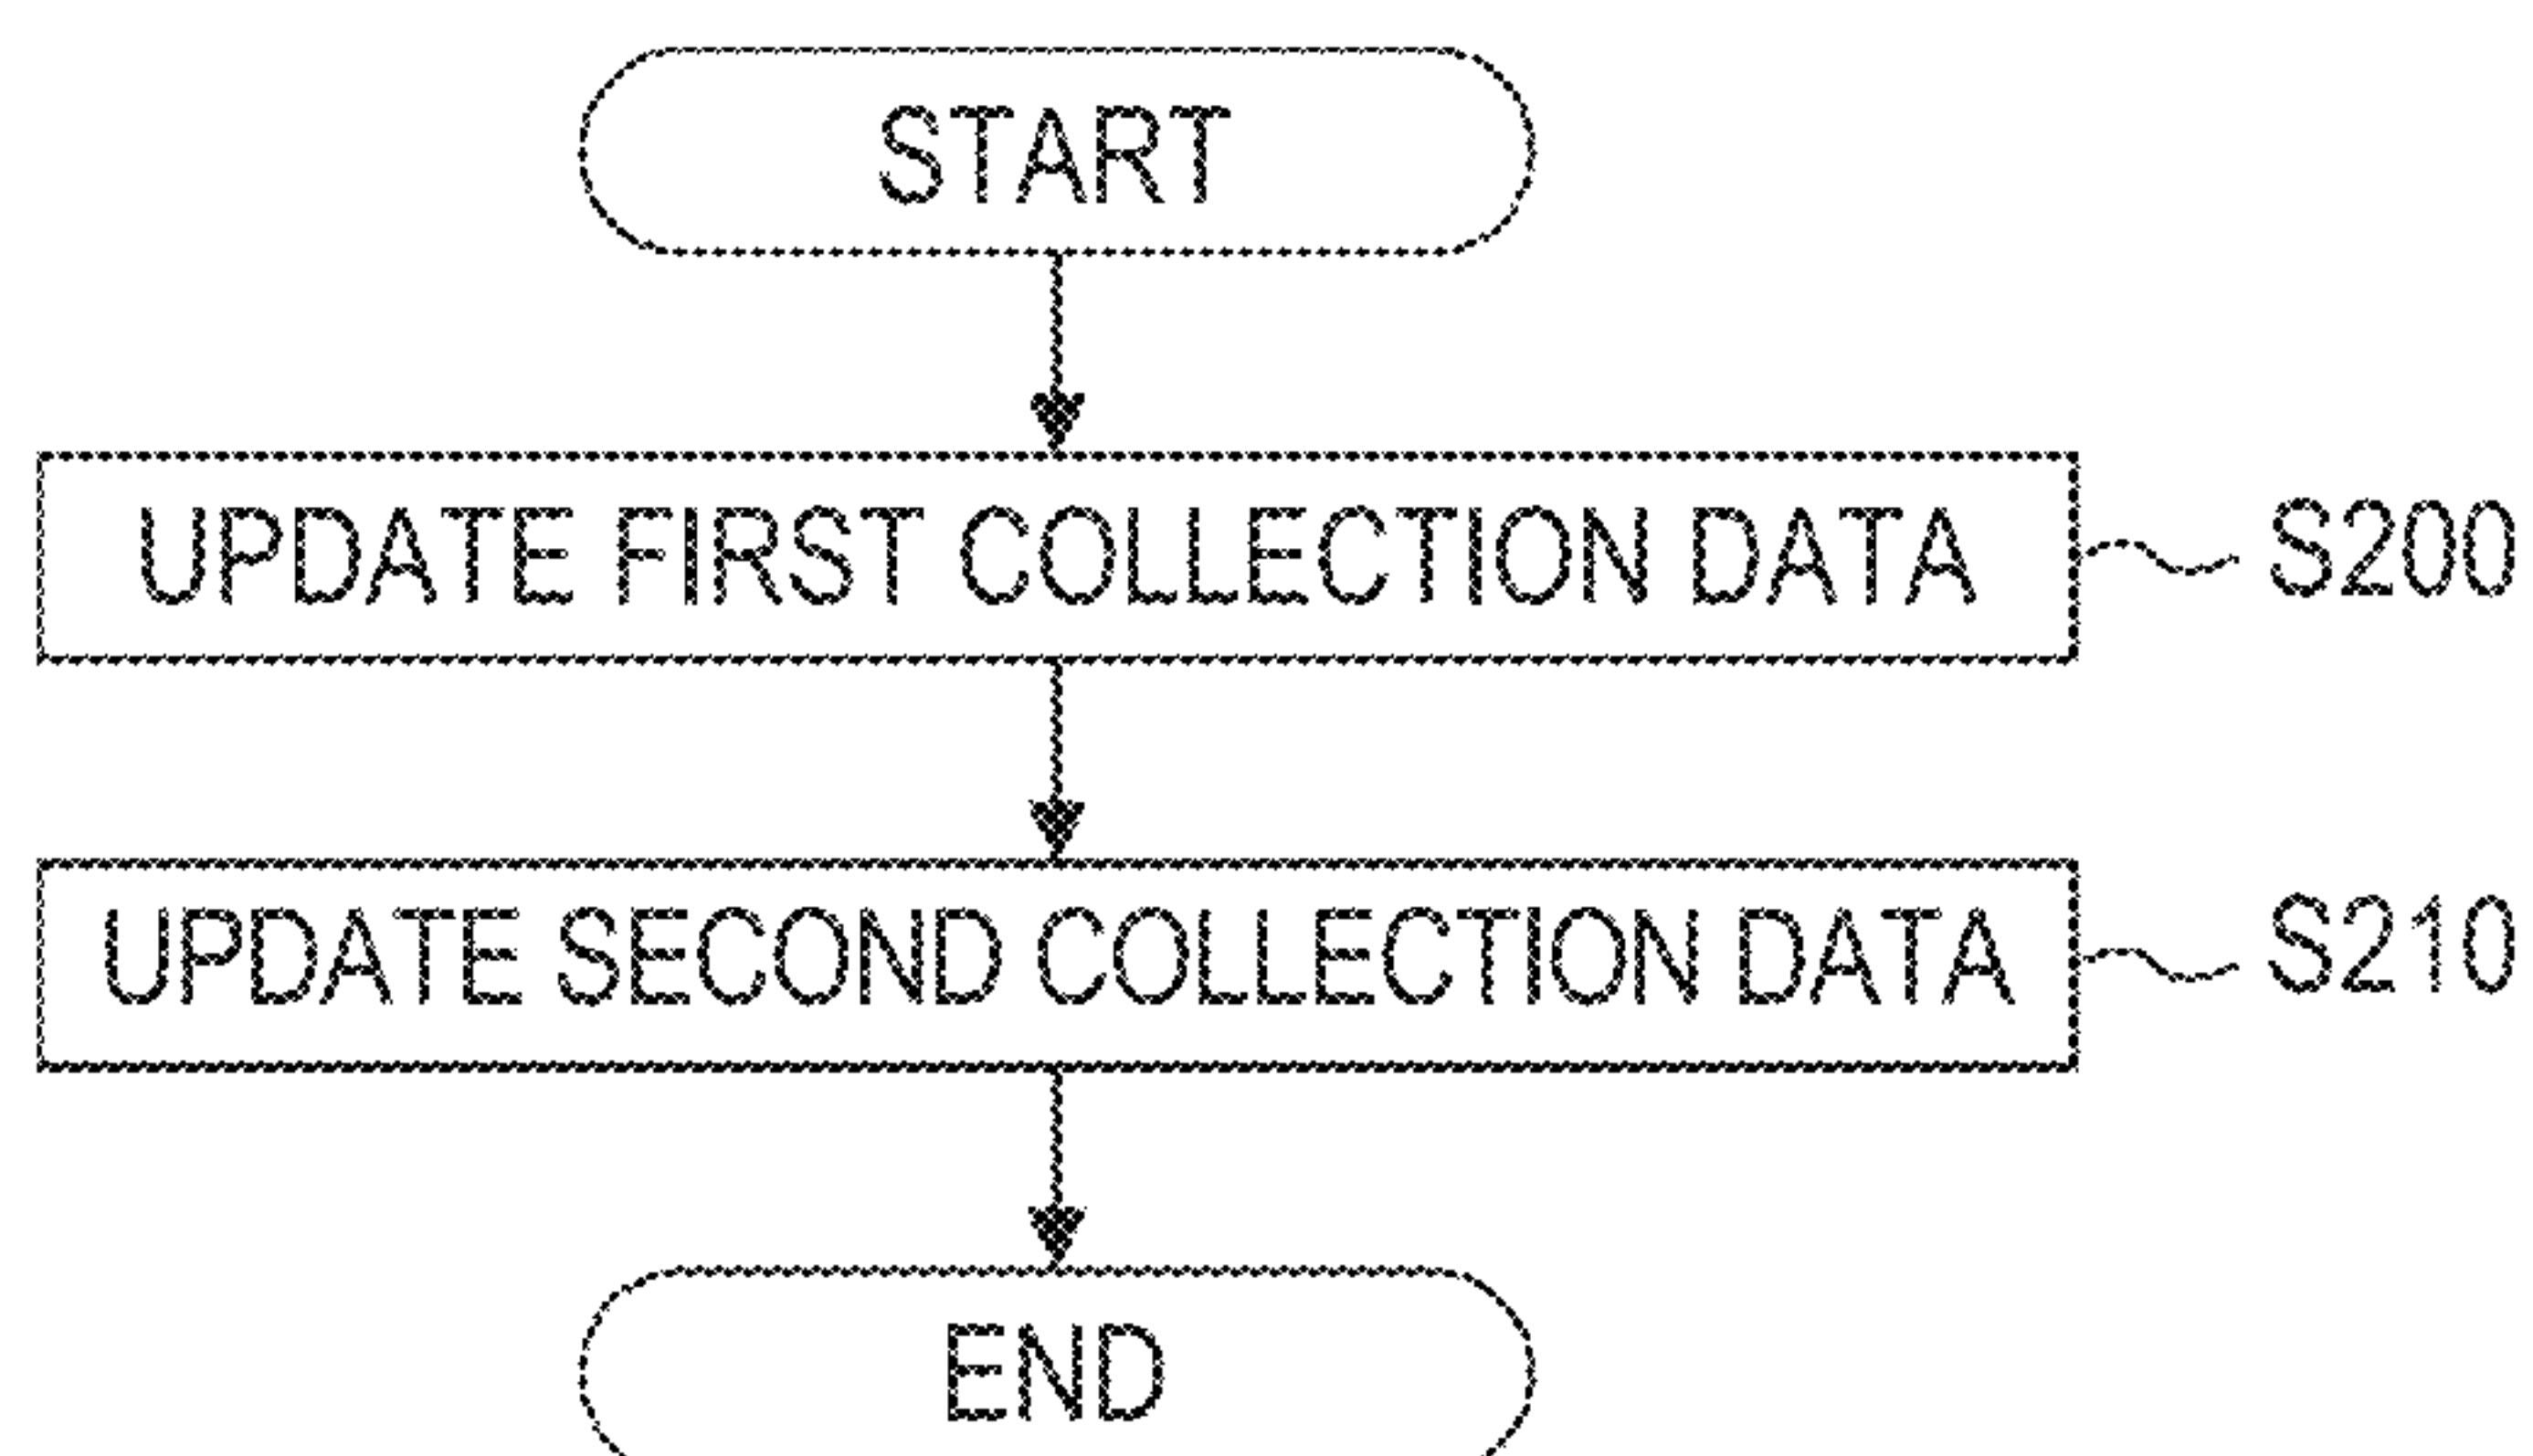 START
UPDATE FIRST COLLECTION DATA
S200
UPDATE SECOND COLLECTION DATA
S210
END